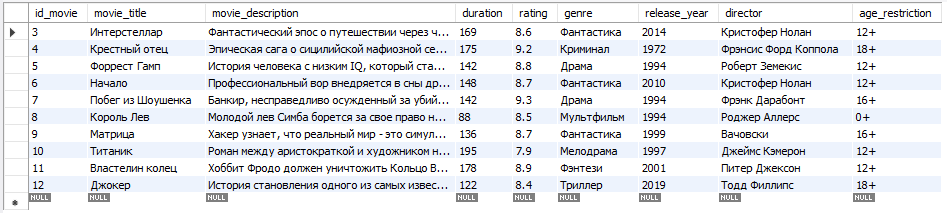 id_movie movie_title movie_description duration rating genre release_year director age_restriction
3 Интерстеллар Фантастический эпос о путешествии через ч... 169 8.6 Фантастика 2014 Кристофер Нолан 12+
4 Крестный отец Эпическая сага о сицилийской мафиозной се... 175 9.2 Криминал 1972 Фрэнсис Форд Коппола 18+
5 Форрест Гамп История человека с низким IQ, который ста... 142 8.8 Драма 1994 Роберт Земекис 12+
6 Начало Профессиональный вор внедряется в сны др... 148 8.7 Фантастика 2010 Кристофер Нолан 12+
7 Побег из Шоушенка Банкир, несправедливо осужденный за убий... 142 9.3 Драма 1994 Фрэнк Дарабонт 16+
8 Король Лев Молодой лев Симба борется за свое право н... 88 8.5 Мультфильм 1994 Роджер Аллерс 0+
9 Матрица Хакер узнает, что реальный мир - это симул... 136 8.7 Фантастика 1999 Вачовски 16+
10 Титаник Роман между аристократкой и художником н... 195 7.9 Мелодрама 1997 Джеймс Кэмерон 12+
11 Властелин колец Хоббит Фродо должен уничтожить Кольцо В... 178 8.9 Фэнтези 2001 Питер Джексон 12+
12 Джокер История становления одного из самых извес... 122 8.4 Триллер 2019 Тодд Филлипс 18+
NULL NULL NULL NULL NULL NULL NULL NULL NULL